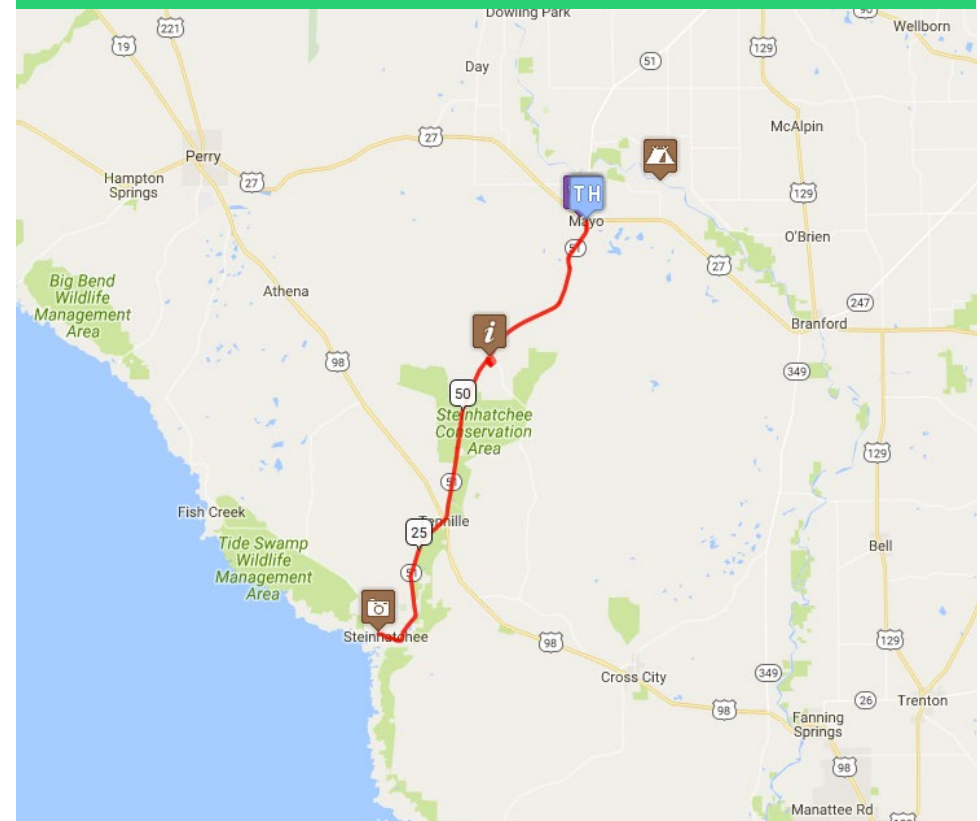 Dowling Park
90
Wellborn
221
19
129
51
Day
McAlpin
27
Perry
27
Hampton
Springs
129
TH
Mayo
O'Brien
51
27
Big Bend
Wildlife
Management
Area
Athena
247
Branford
i
98
349
50
Steinhatchee
Conservation
Area
129
51
Fish Creek
Tennille
25
Bell
Tide Swamp
Wildlife
Management
Area
51
Steinhatchee
98
129
Cross City
349
26
Trenton
98
Fanning
Springs
98
Manattee Rd